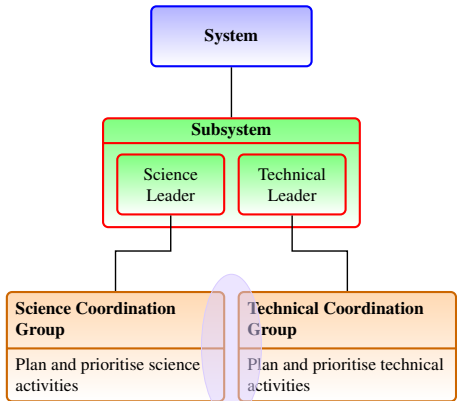 System
Subsystem
Science
Leader
Technical
Leader
Science Coordination
Group
Plan and prioritise science
activities
Technical Coordination
Group
Plan and prioritise technical
activities